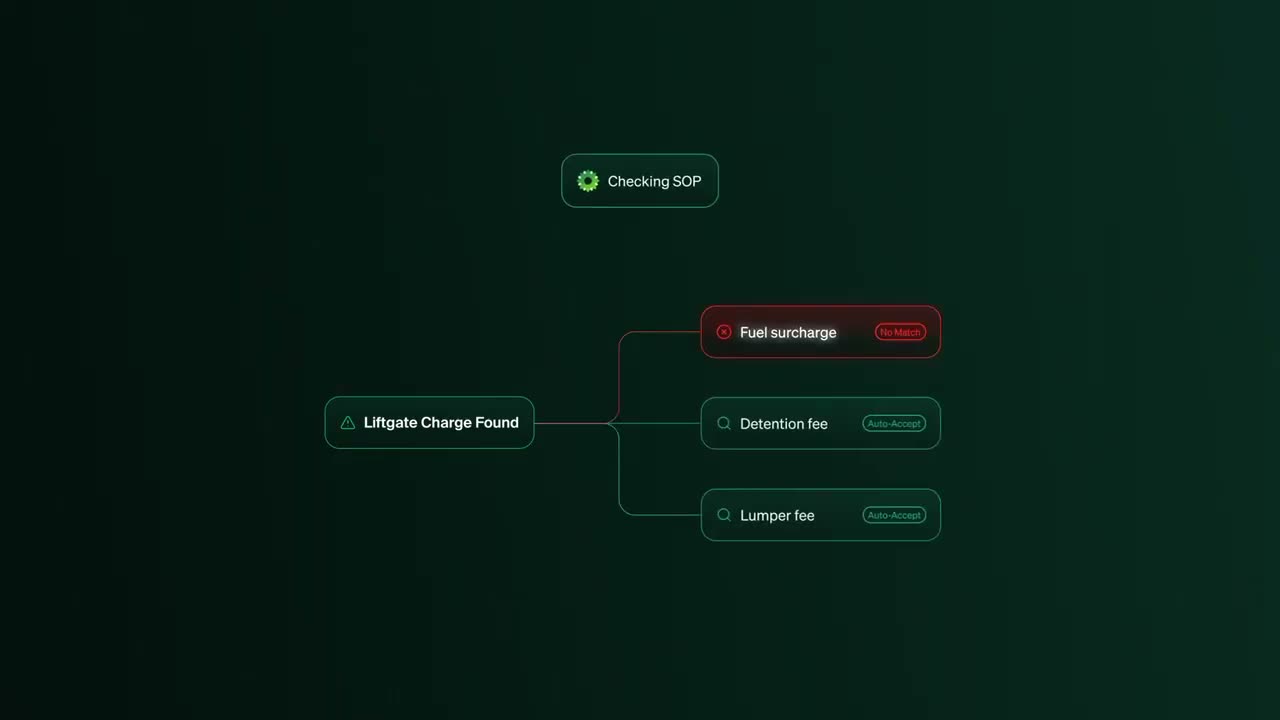 Checking SOP
Fuel surcharge No Match
Liftgate Charge Found
Detention fee Auto-Accept
Lumper fee Auto-Accept